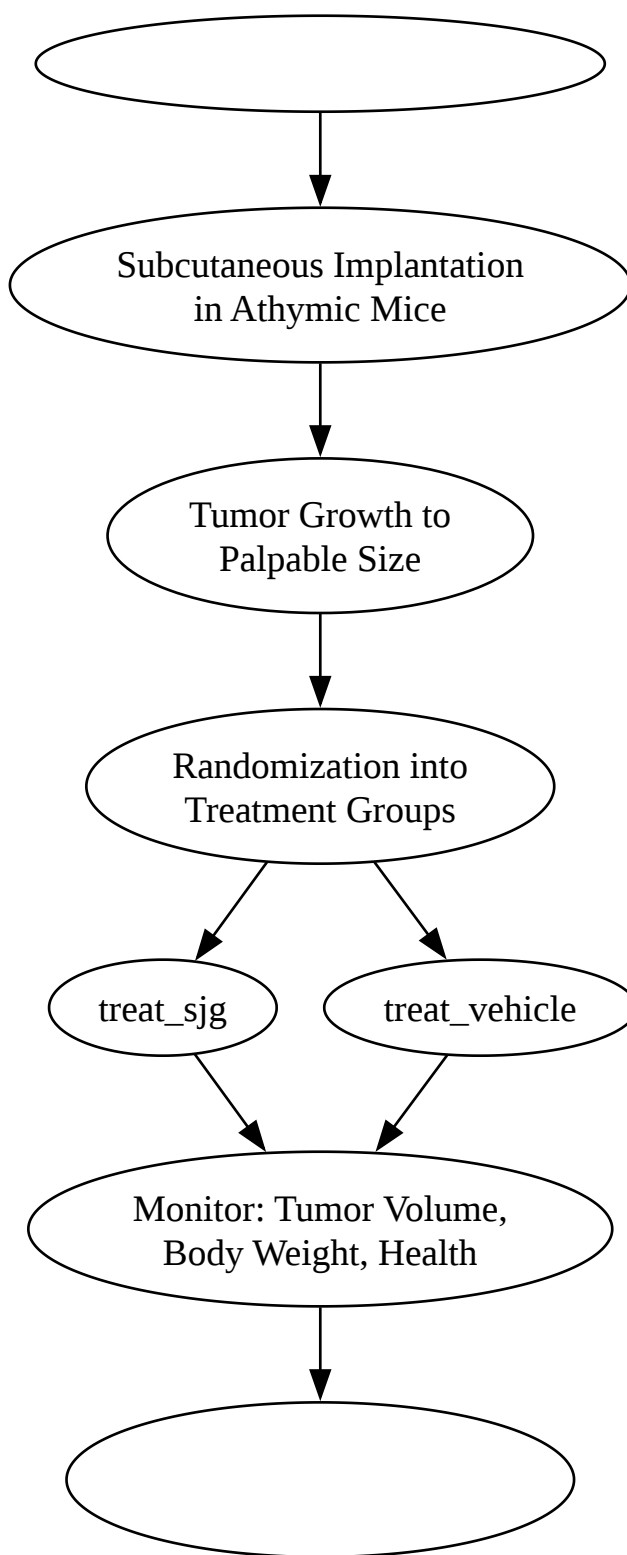 Subcutaneous Implantation
in Athymic Mice
Tumor Growth to
Palpable Size
Randomization into
Treatment Groups
treat_sjg
treat_vehicle
Monitor: Tumor Volume,
Body Weight, Health